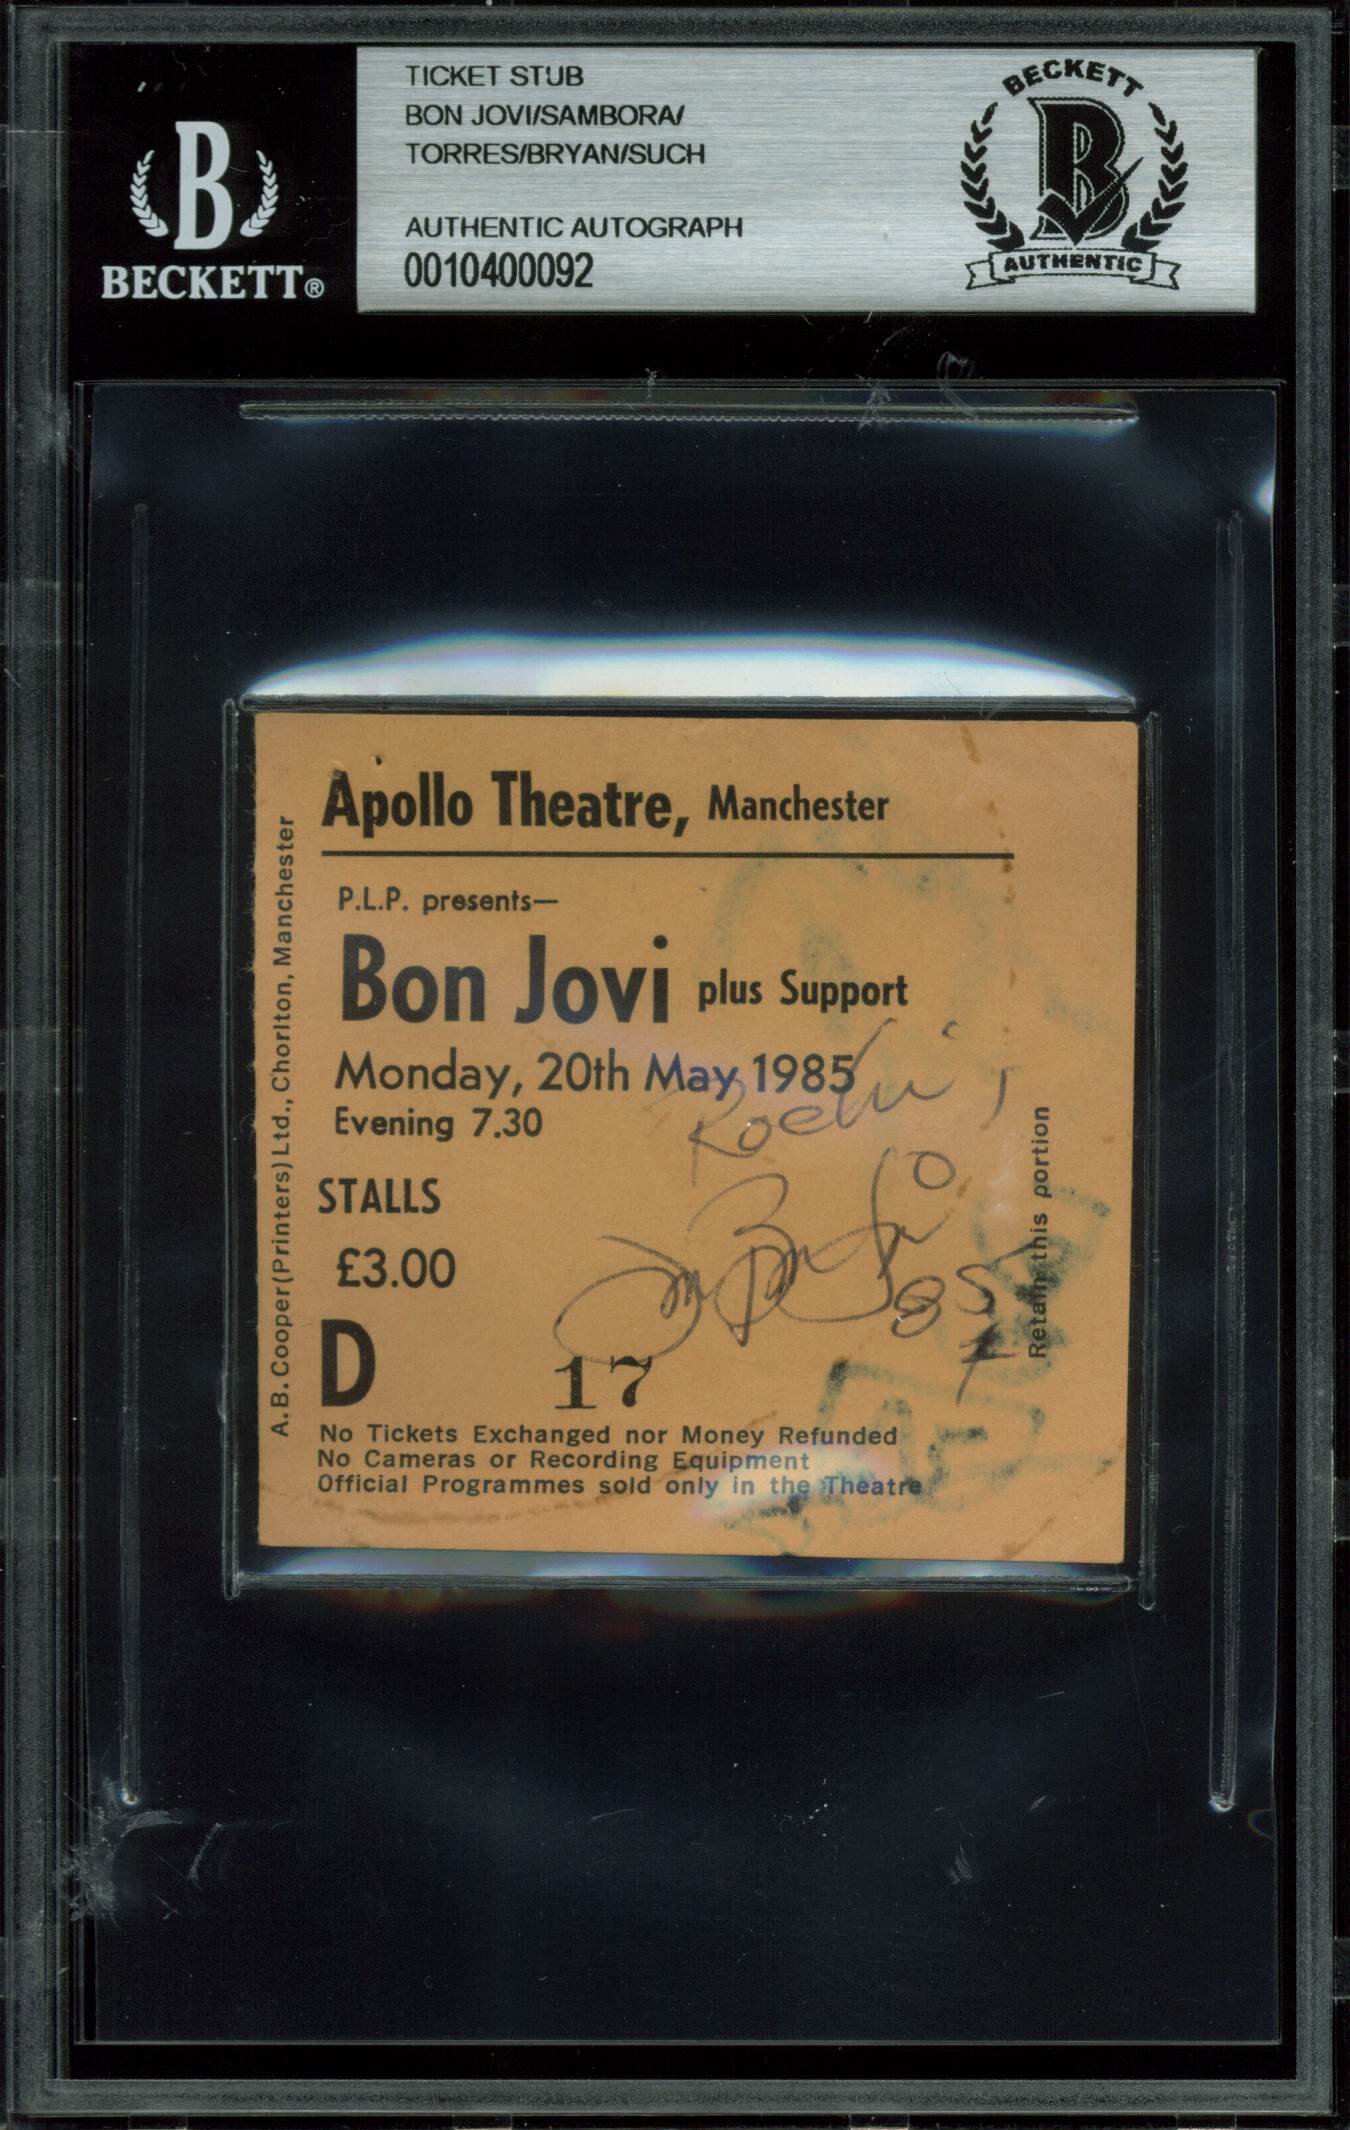 TICKET STUB
BON JOVI/SAMBORA/
TORRES/BRYAN/SUCH
AUTHENTIC AUTOGRAPH
0010400092
B
BECKETT®
BECKETT
B
AUTHENTIC
Apollo Theatre, Manchester
P.L.P. presents—
Bon Jovi plus Support
Monday, 20th May 1985
Evening 7.30
STALLS
£3.00
D 17
85
No Tickets Exchanged nor Money Refunded
No Cameras or Recording Equipment
Official Programmes sold only in the Theatre
A.B.Cooper(Printers)Ltd., Chorlton, Manchester
Retain this portion